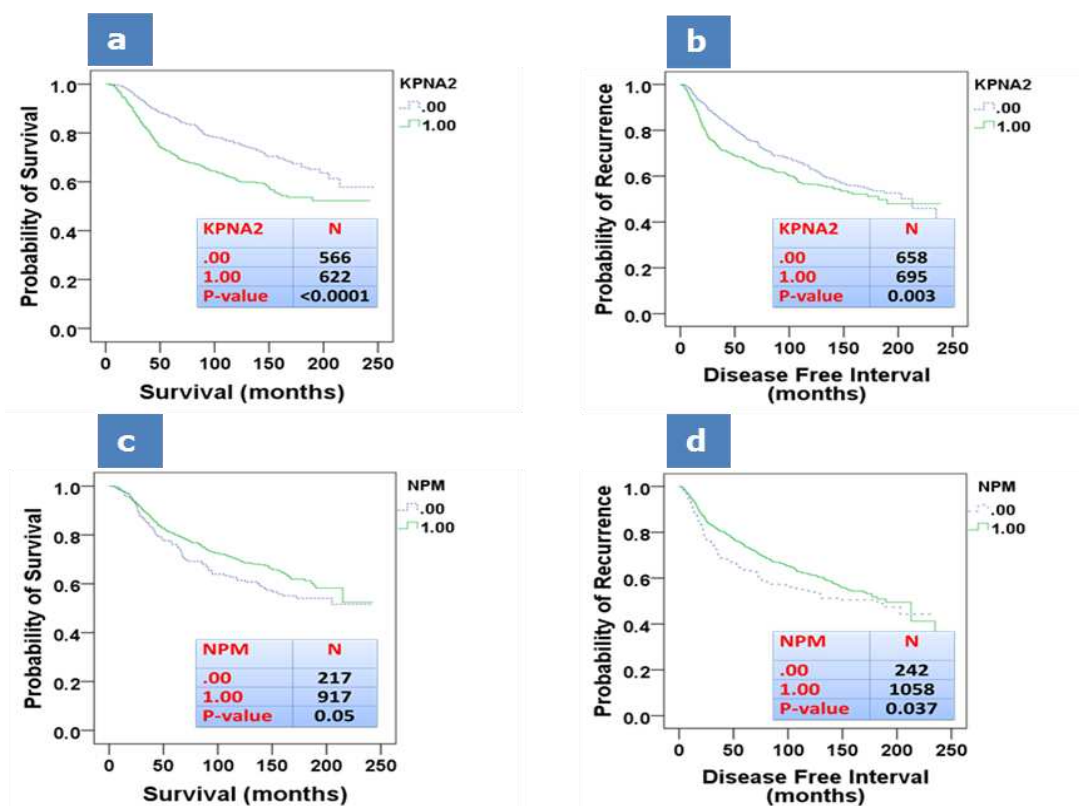 a
KPNA2
.00
1.00
Probability of Survival
1.0
0.8
0.6
0.4
0.2
0.0
KPNA2 N
.00 566
1.00 622
P-value <0.0001
0 50 100 150 200 250
Survival (months)
b
KPNA2
.00
1.00
Probability of Recurrence
1.0
0.8
0.6
0.4
0.2
0.0
KPNA2 N
.00 658
1.00 695
P-value 0.003
0 50 100 150 200 250
Disease Free Interval
(months)
c
NPM
.00
1.00
Probability of Survival
1.0
0.8
0.6
0.4
0.2
0.0
NPM N
.00 217
1.00 917
P-value 0.05
0 50 100 150 200 250
Survival (months)
d
NPM
.00
1.00
Probability of Recurrence
1.0
0.8
0.6
0.4
0.2
0.0
NPM N
.00 242
1.00 1058
P-value 0.037
0 50 100 150 200 250
Disease Free Interval
(months)